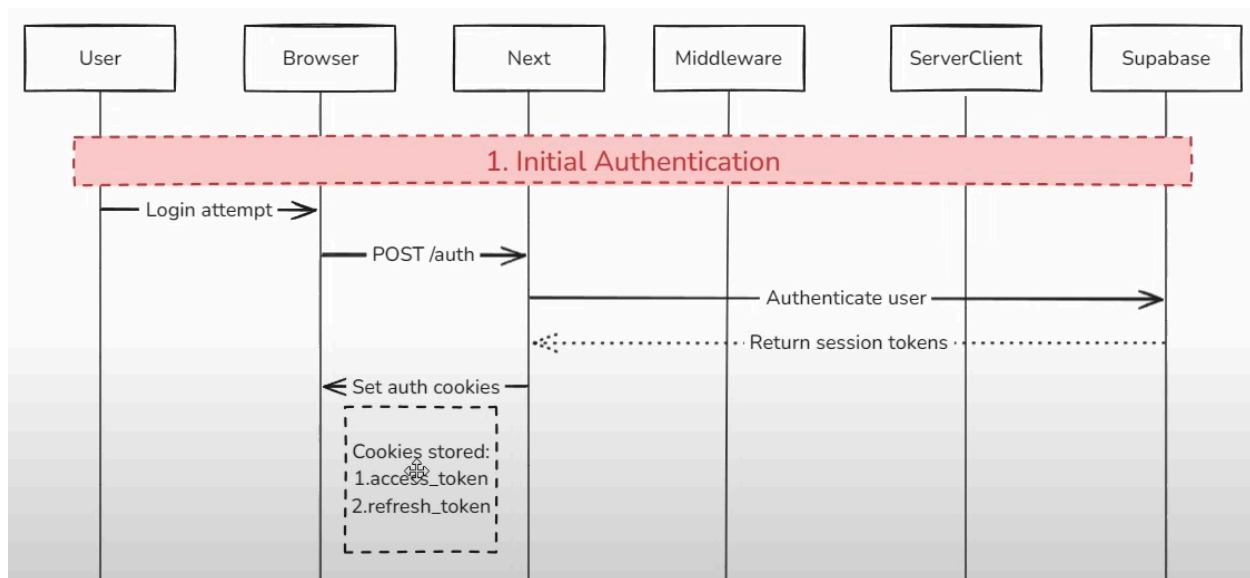 User
Browser
Next
Middleware
ServerClient
Supabase
1. Initial Authentication
Login attempt
POST /auth
Authenticate user
Return session tokens
Set auth cookies
Cookies stored:
1.access_token
2.refresh_token